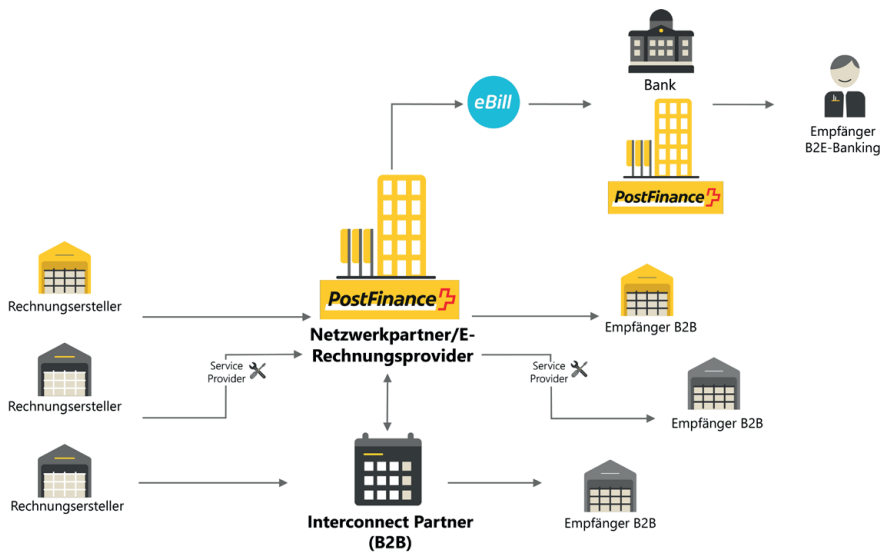 eBill
Bank
Empfänger
B2E-Banking
PostFinance
Rechnungsersteller
PostFinance
Netzwerkpartner/E-
Rechnungsprovider
Empfänger B2B
Rechnungsersteller
Service
Provider
Service
Provider
Empfänger B2B
Rechnungsersteller
Interconnect Partner
(B2B)
Empfänger B2B